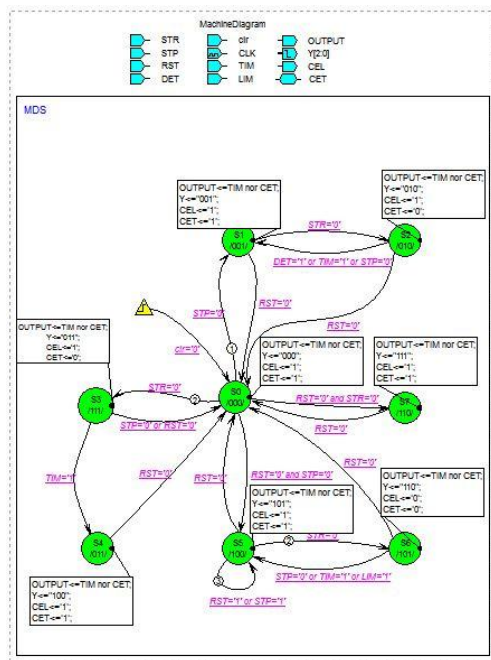 MachineDiagram
STR clr OUTPUT
STP CLK Y[2:0]
RST TIM CEL
DET LIM CET
MDS
OUTPUT<=TIM nor CET;
Y<="001";
CEL<="1";
CET<="1";
OUTPUT<=TIM nor CET;
Y<="010";
CEL<="1";
CET<="0";
S1
/001/
STR="0"
S2
/010/
DET="1" or TIM="1" or STP="0"
STP="0"
RST="0"
RST="0"
clr="0"
1
OUTPUT<=TIM nor CET;
Y<="011";
CEL<="1";
CET<="0";
OUTPUT<=TIM nor CET;
Y<="000";
CEL<="1";
CET<="1";
OUTPUT<=TIM nor CET;
Y<="111";
CEL<="1";
CET<="1";
S3
/111/
STR="0"
2
S0
/000/
RST="0" and STR="0"
S7
/110/
STP="0" or RST="0"
RST="0"
TIM="1"
RST="0"
RST="0"
RST="0" and STP="0"
RST="0"
OUTPUT<=TIM nor CET;
Y<="101";
CEL<="1";
CET<="1";
OUTPUT<=TIM nor CET;
Y<="110";
CEL<="0";
CET<="0";
S4
/011/
S5
/100/
2
STR="0"
S6
/101/
STP="0" or TIM="1" or LIM="1"
3
RST="1" or STP="1"
OUTPUT<=TIM nor CET;
Y<="100";
CEL<="1";
CET<="1";